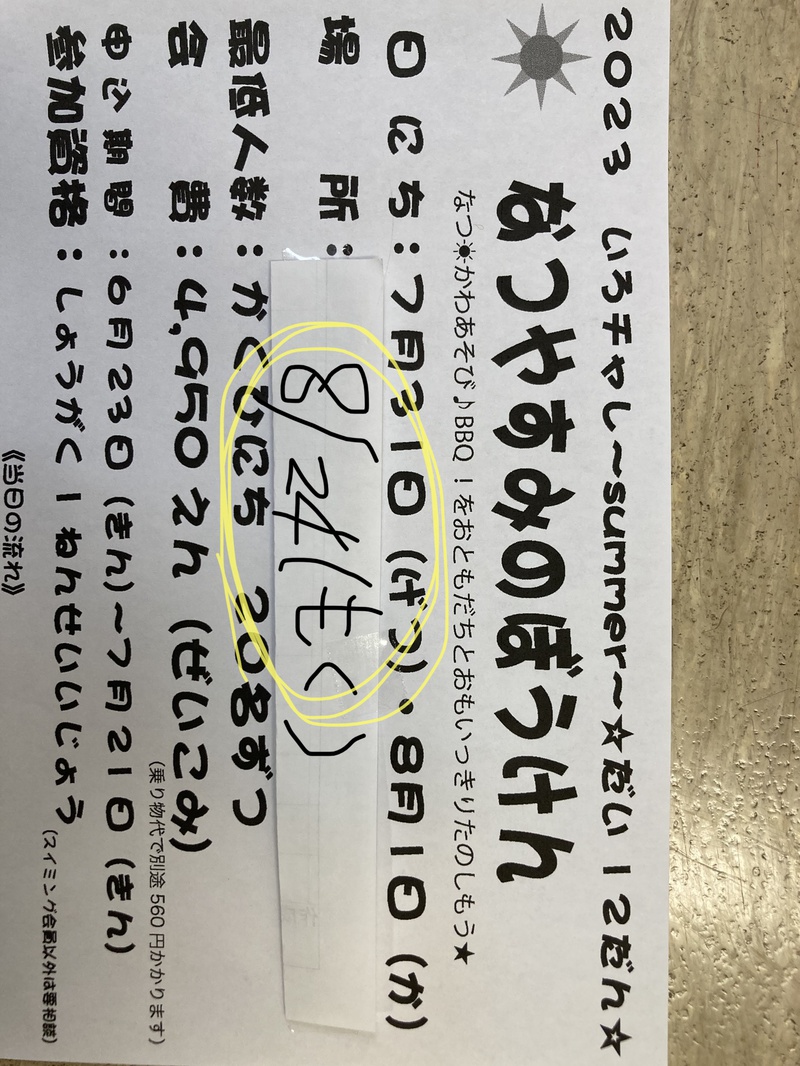 2023 いろチャレ～summer～☆だい12だん☆
なつやすみのぼうけん
なつ☀かわあそび♪BBQ！をおともだちとおもいっきりたのしもう★
日にち：7月31日（げつ）・8月1日（か）
場所：
8/24(もく)
最低人数：かくひにち 20名ずつ
会費：4,950えん（ぜいこみ）
（乗り物代で別途560円かかります）
申込期間：6月23日（きん）～7月21日（きん）
参加資格：しょうがく1ねんせいいじょう（スイミング会員以外は要相談）
《当日の流れ》